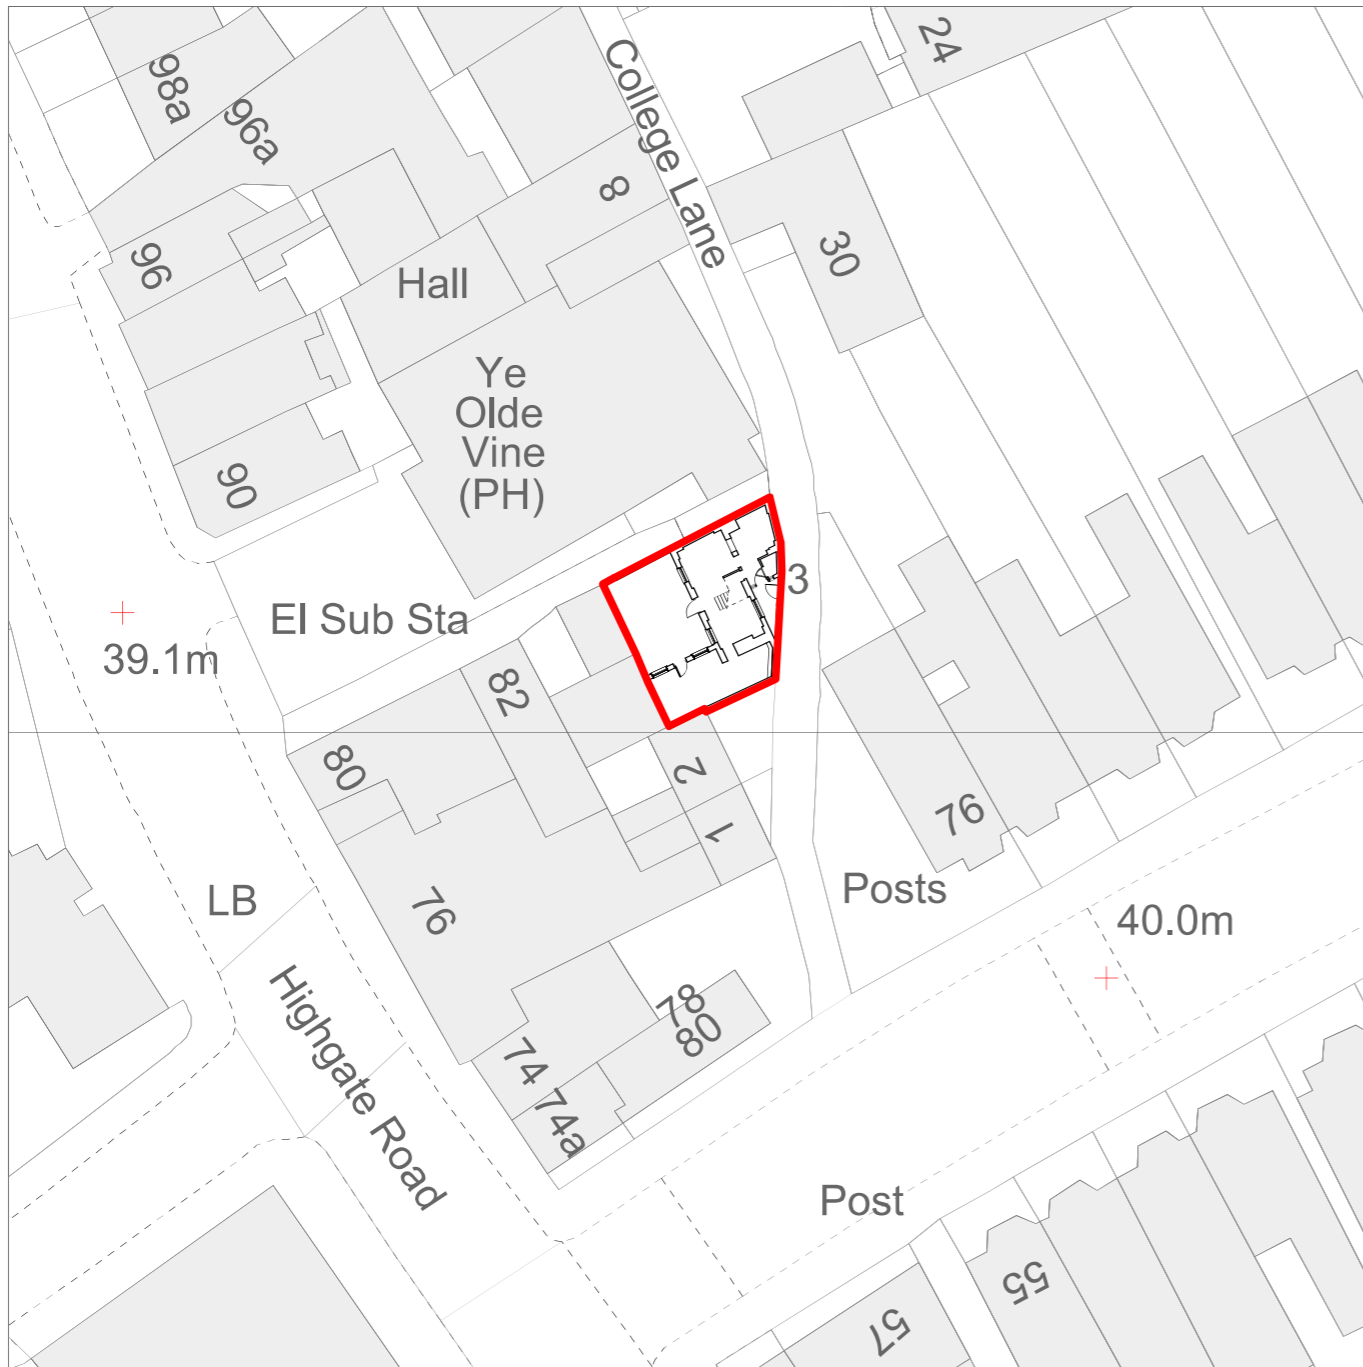 98a
96a
College Lane
24
8
96
30
Hall
Ye
Olde
Vine
(PH)
90
3
El Sub Sta
39.1m
82
80
2
1
76
76
LB
Posts
40.0m
Highgate Road
78
80
74
74a
Post
55
57